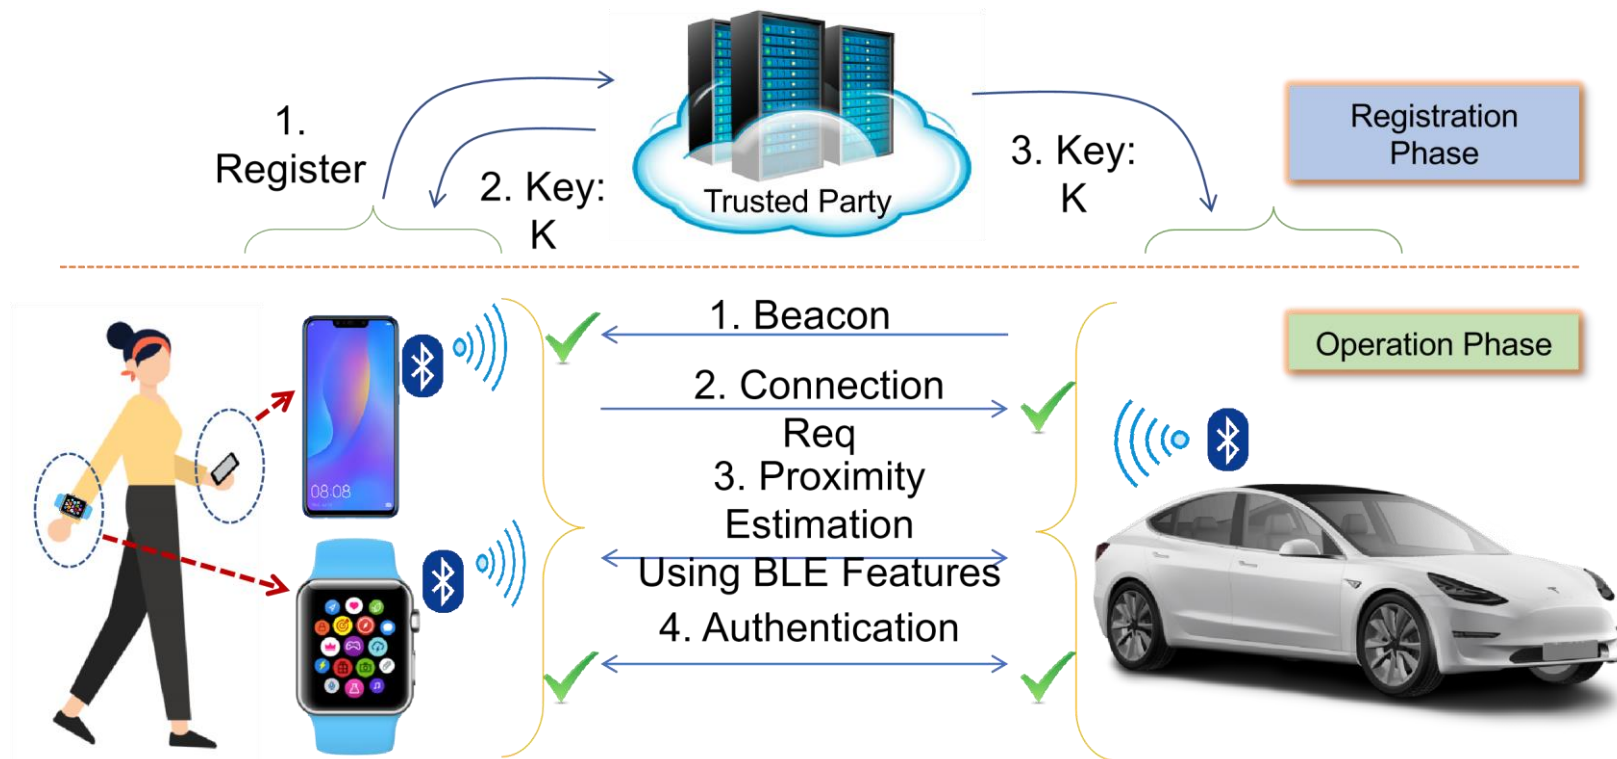 1.
Register
2. Key:
K
Trusted Party
3. Key:
K
Registration
Phase
1. Beacon
2. Connection
Req
3. Proximity
Estimation
Using BLE Features
4. Authentication
Operation Phase
08:08